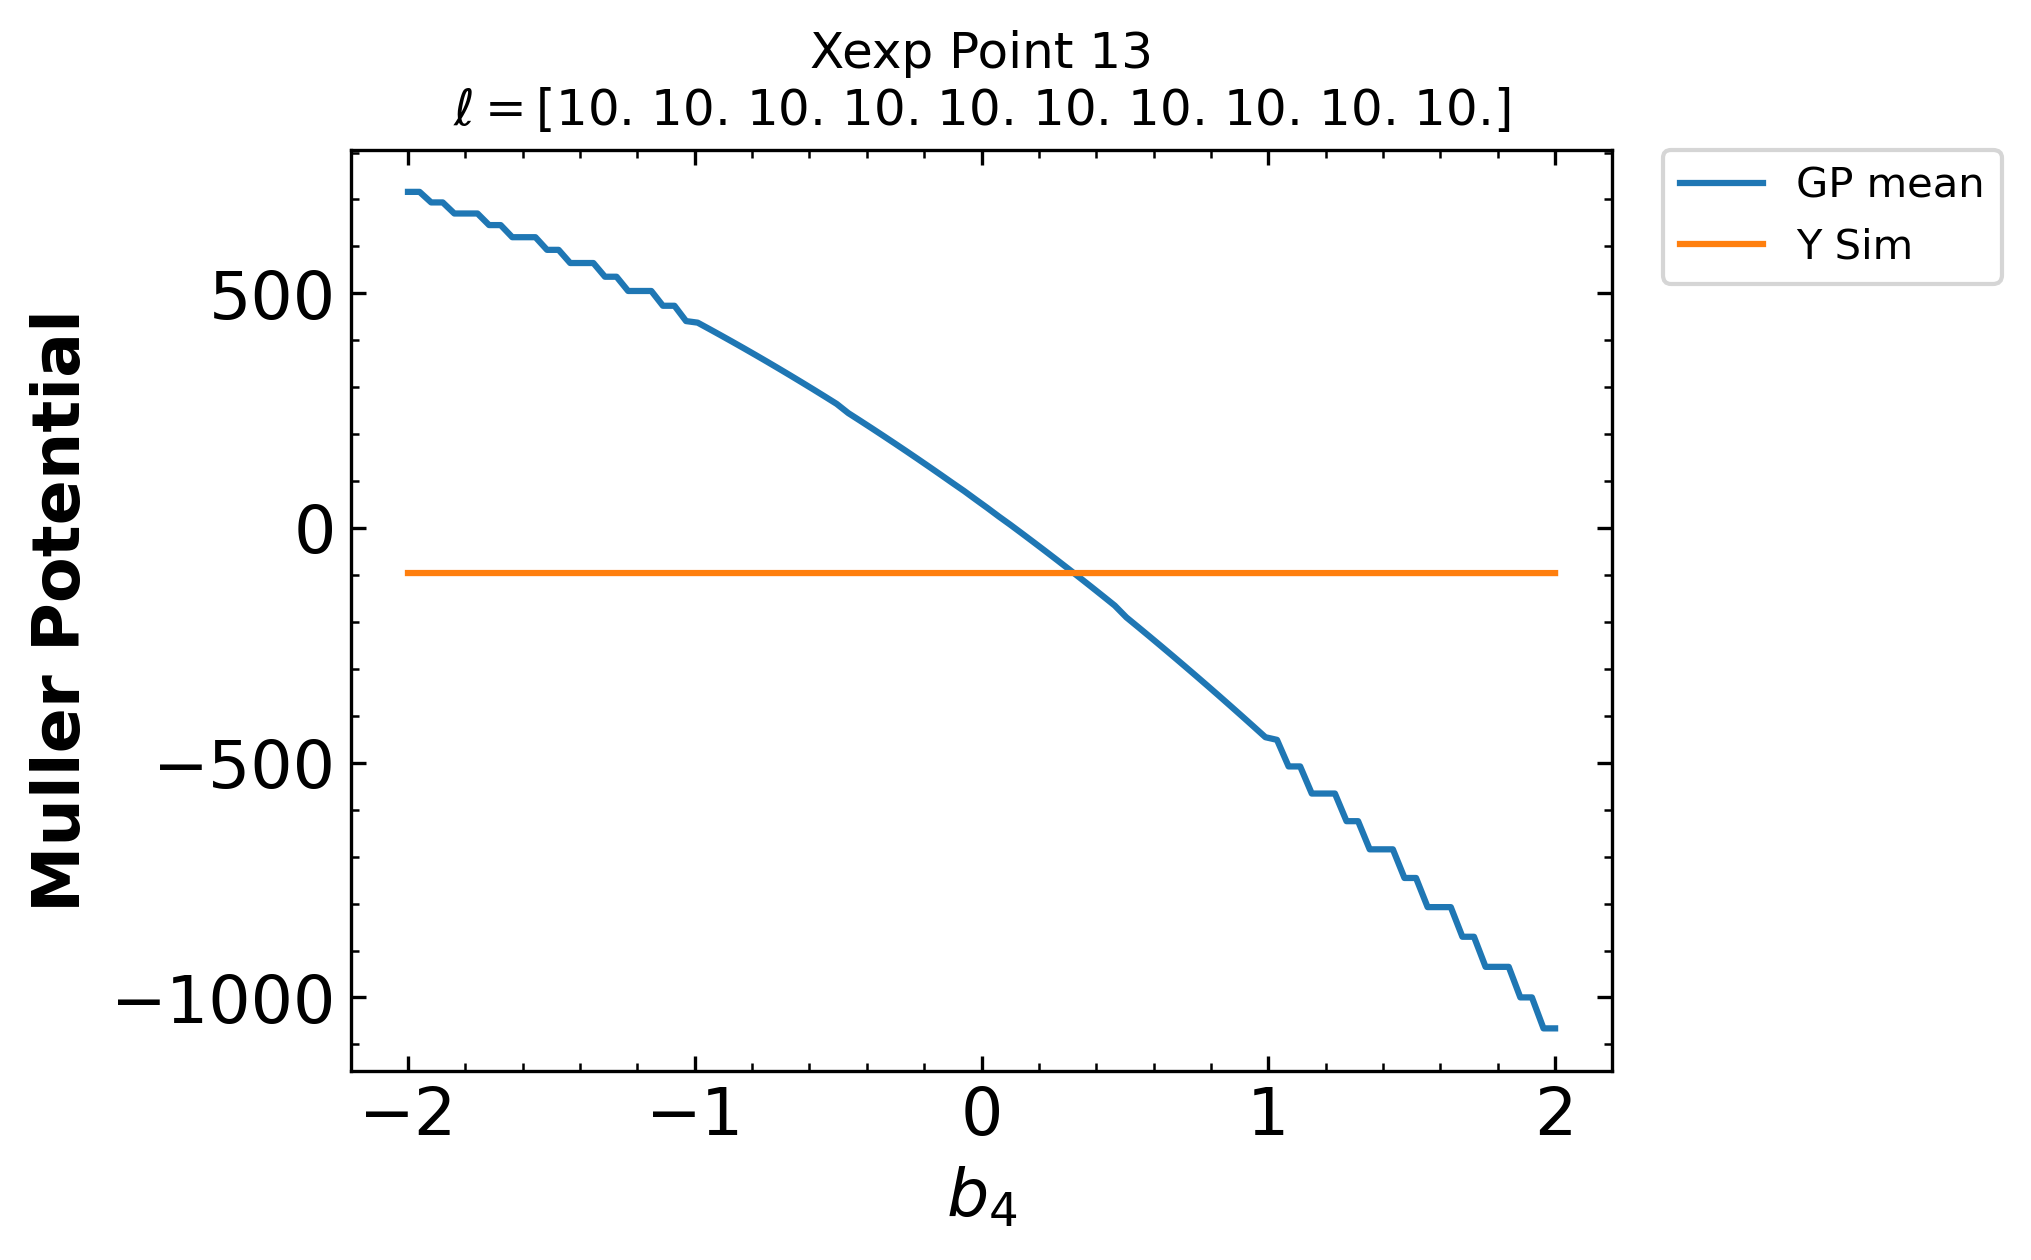 Xexp Point 13
ℓ = [10. 10. 10. 10. 10. 10. 10. 10. 10. 10.]
GP mean
Y Sim
Muller Potential
500
0
−500
−1000
−2
−1
0
1
2
b₄